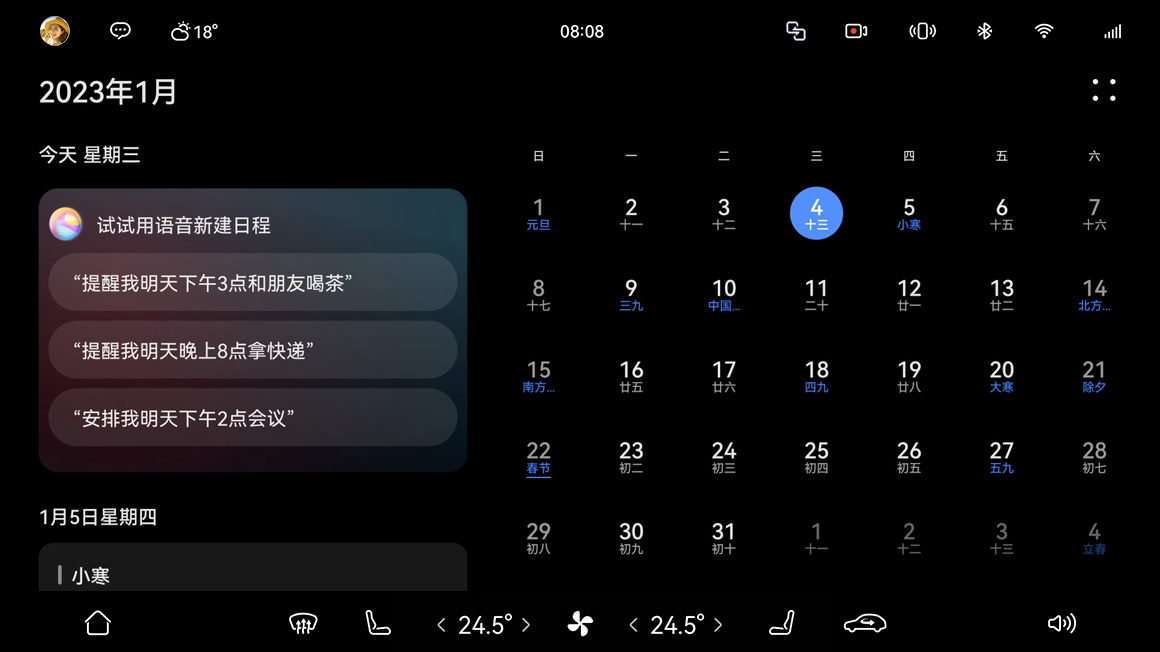 18° 08:08
2023年1月
今天 星期三
试试用语音新建日程
“提醒我明天下午3点和朋友喝茶”
“提醒我明天晚上8点拿快递”
“安排我明天下午2点会议”
1月5日星期四
小寒
日 一 二 三 四 五 六
1 2 3 4 5 6 7
元旦 十一 十二 十三 小寒 十五 十六
8 9 10 11 12 13 14
十七 三九 中国... 二十 廿一 廿二 北方...
15 16 17 18 19 20 21
南方... 廿五 廿六 四九 廿八 大寒 除夕
22 23 24 25 26 27 28
春节 初二 初三 初四 初五 五九 初七
29 30 31 1 2 3 4
初八 初九 初十 十一 十二 十三 立春
24.5° 24.5°